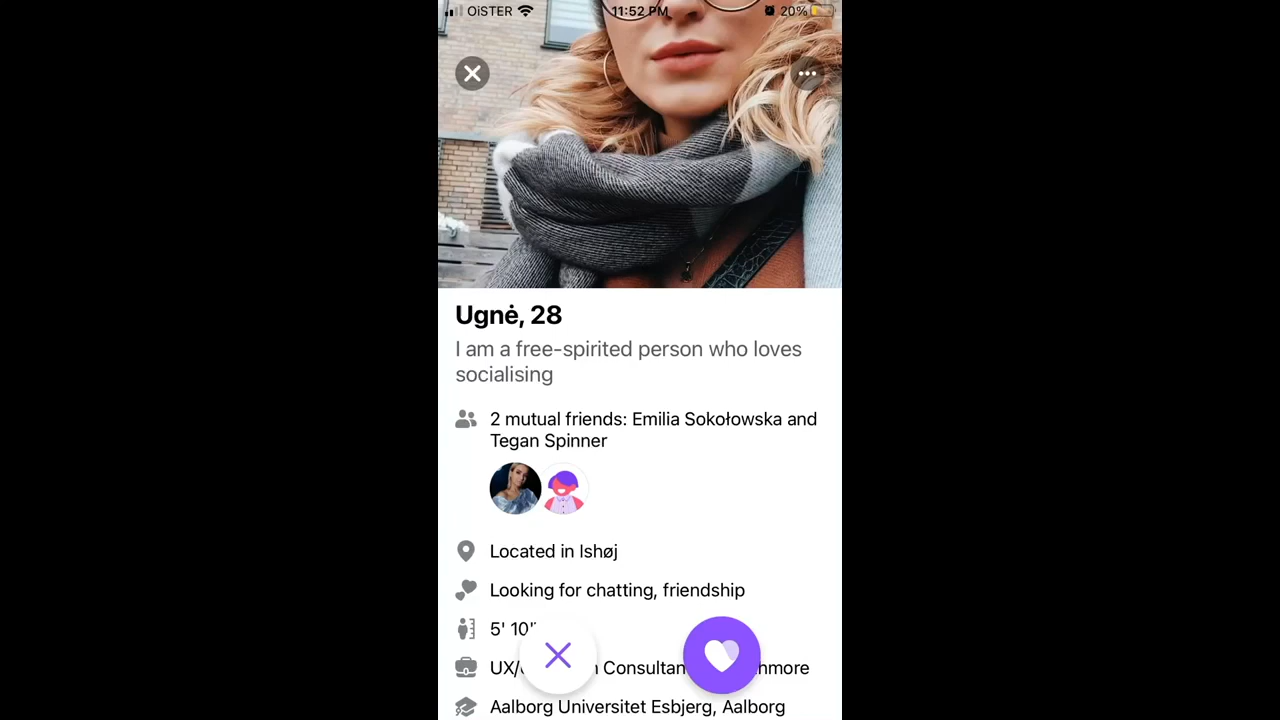 OiSTER 11:52 PM 20%
Ugnė, 28
I am a free-spirited person who loves
socialising
2 mutual friends: Emilia Sokołowska and
Tegan Spinner
Located in Ishøj
Looking for chatting, friendship
5' 10"
UX/ Consultan
Aalborg Universitet Esbjerg, Aalborg